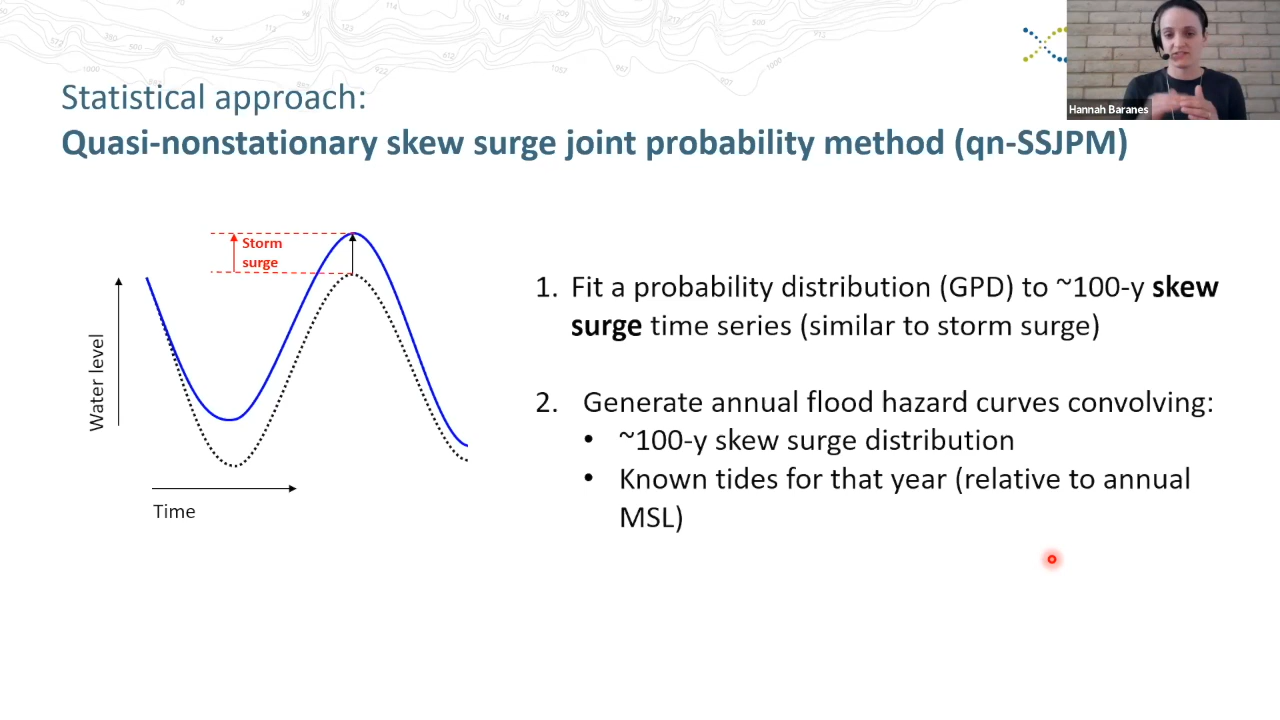 Statistical approach:
Quasi-nonstationary skew surge joint probability method (qn-SSJPM)
Hannah Baranes
Storm
surge
Water level
Time
1. Fit a probability distribution (GPD) to ~100-y skew
surge time series (similar to storm surge)
2. Generate annual flood hazard curves convolving:
• ~100-y skew surge distribution
• Known tides for that year (relative to annual
MSL)